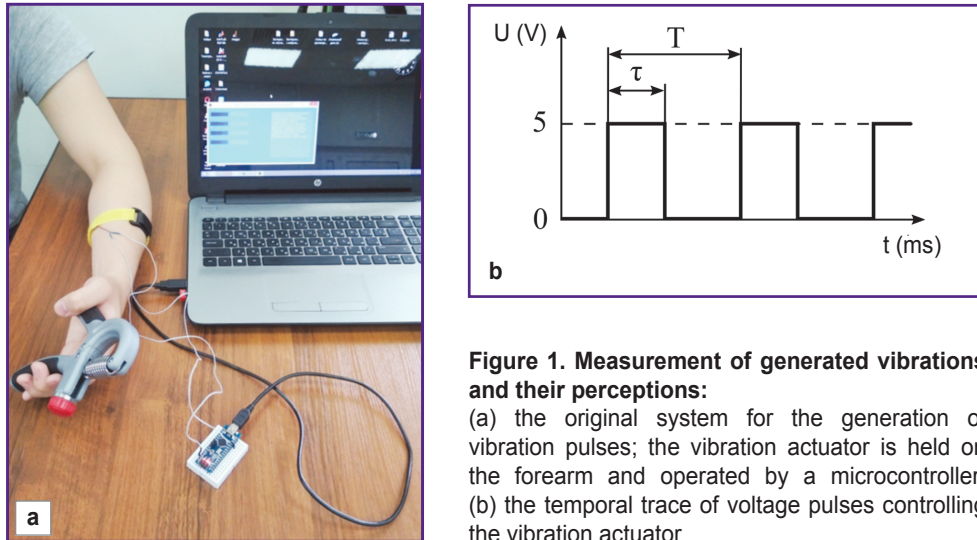 a
hp
U (V)
T
τ
5
0
t (ms)
b
Figure 1. Measurement of generated vibrations
and their perceptions:
(a) the original system for the generation
vibration pulses; the vibration actuator is held
the forearm and operated by a microcontroller
(b) the temporal trace of voltage pulses controlling
the vibration actuator